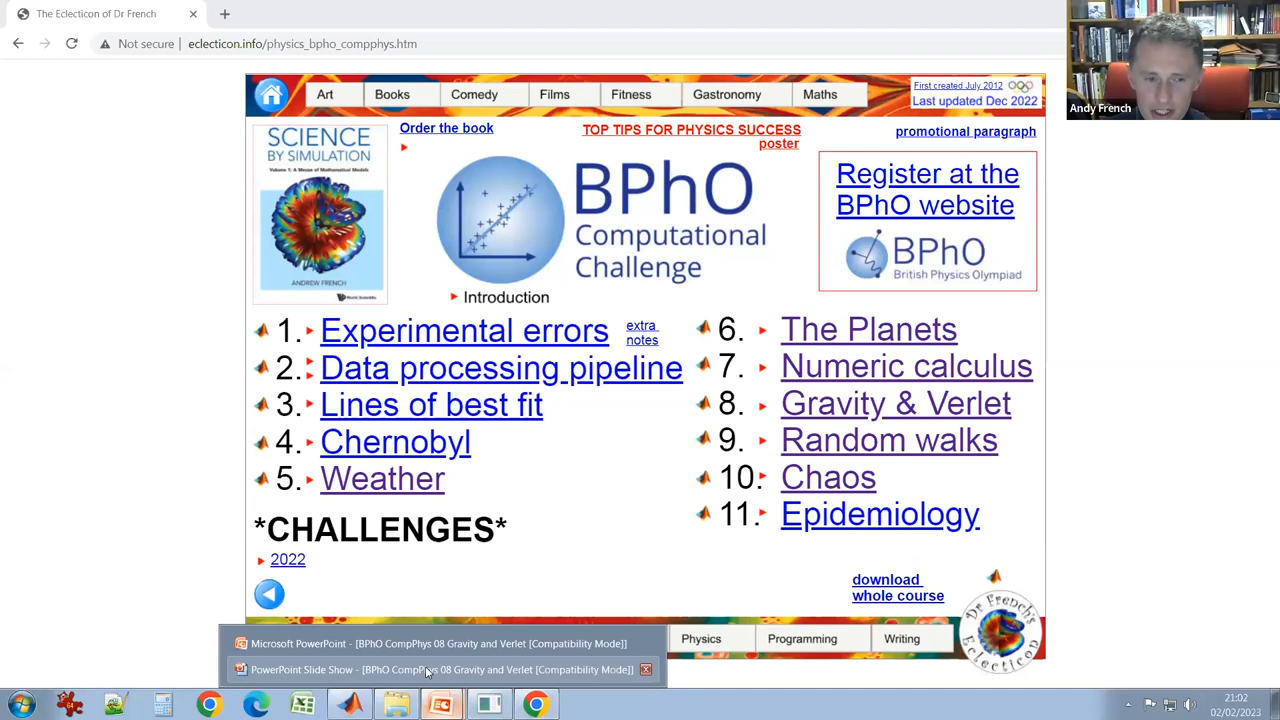 The Eclecticon of Dr French
Not secure
eclecticon.info/physics_bpho_compphys.htm
Andy French
Art
Books
Comedy
Films
Fitness
Gastronomy
Maths
First created July 2012
Last updated Dec 2022
SCIENCE
BY SIMULATION
Volume 1: A Mezze of Mathematical Models
ANDREW FRENCH
World Scientific
Order the book
TOP TIPS FOR PHYSICS SUCCESS
poster
promotional paragraph
BPhO
Computational
Challenge
Introduction
Register at the
BPhO website
BPhO
British Physics Olympiad
1. Experimental errors
extra
notes
2. Data processing pipeline
3. Lines of best fit
4. Chernobyl
5. Weather
6. The Planets
7. Numeric calculus
8. Gravity & Verlet
9. Random walks
10. Chaos
11. Epidemiology
*CHALLENGES*
2022
download
whole course
Dr French's
Eclecticon
Physics
Programming
Writing
Microsoft PowerPoint - [BPhO CompPhys 08 Gravity and Verlet [Compatibility Mode]]
PowerPoint Slide Show - [BPhO CompPhys 08 Gravity and Verlet [Compatibility Mode]]
21:02
02/02/2023